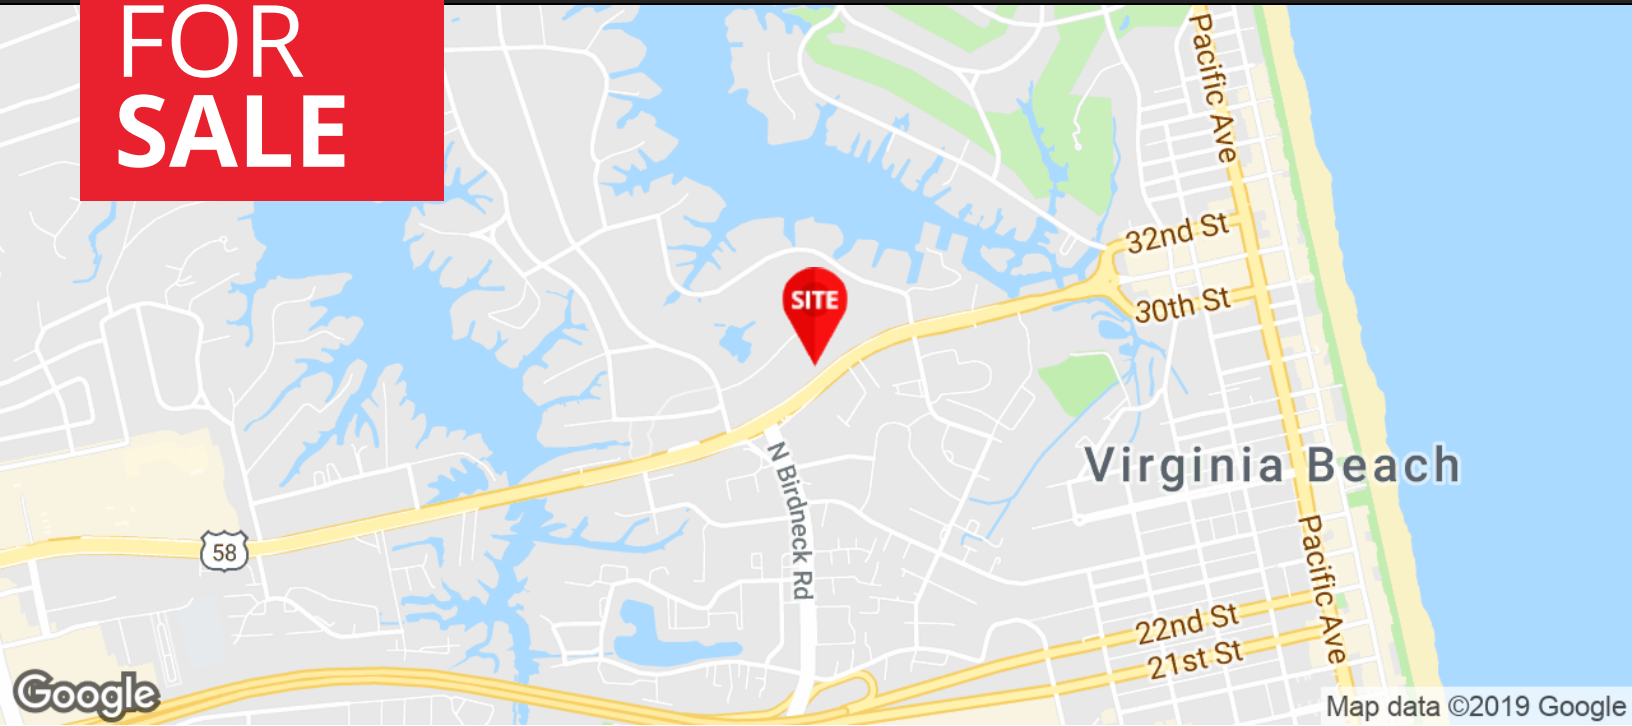 FOR
SALE
Pacific Ave
32nd St
30th St
SITE
Virginia Beach
N Birdneck Rd
58
Pacific Ave
22nd St
21st St
Google
Map data ©2019 Google